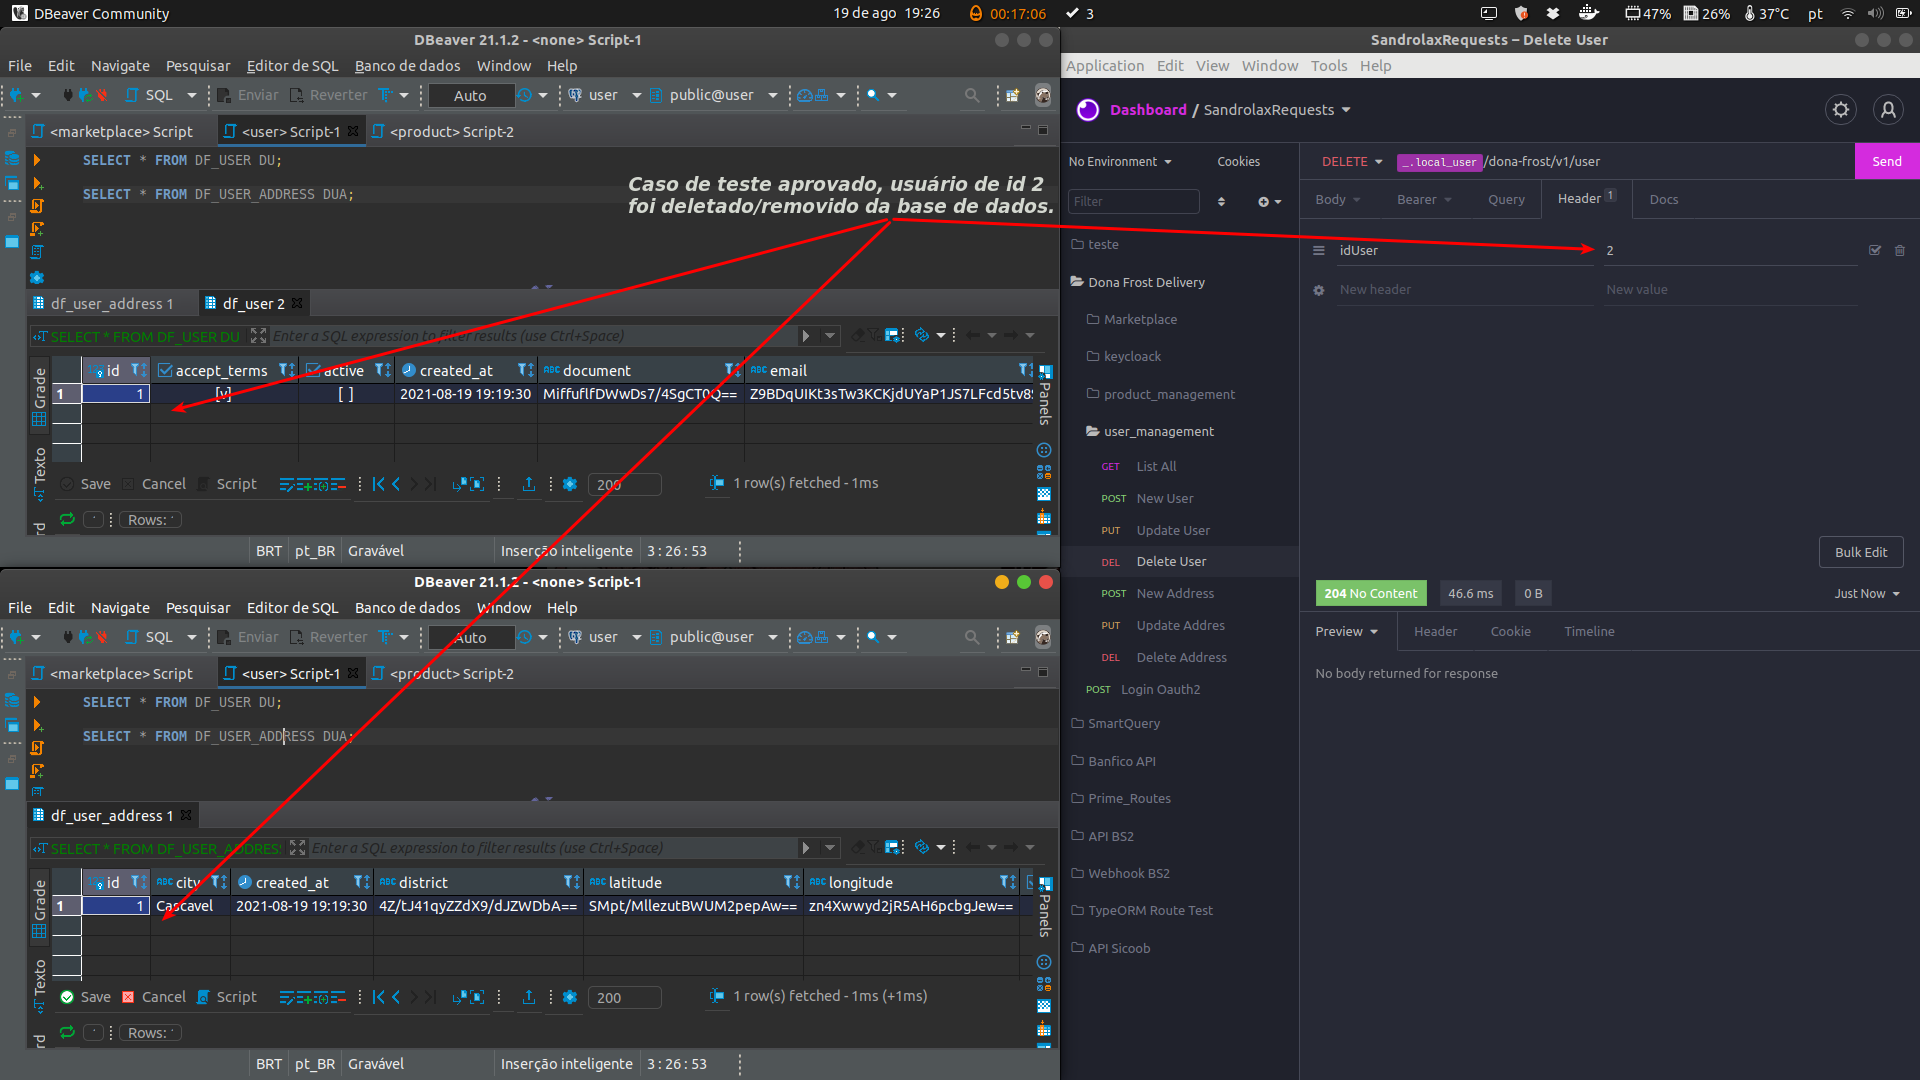 DBeaver Community
19 de ago 19:26
00:17:06
3
47%
26%
37°C
pt
DBeaver 21.1.2 - <none> Script-1
File Edit Navigate Pesquisar Editor de SQL Banco de dados Window Help
SQL Enviar Reverter Auto user public@user
<marketplace> Script <user> Script-1 <product> Script-2
SELECT * FROM DF_USER DU;
SELECT * FROM DF_USER_ADDRESS DUA;
Caso de teste aprovado, usuário de id 2
foi deletado/removido da base de dados.
df_user_address 1 df_user 2
SELECT * FROM DF_USER DU Enter a SQL expression to filter results (use Ctrl+Space)
id accept_terms active created_at document email
1 1 [v] [ ] 2021-08-19 19:19:30 MiffuflfDWwDs7/4SgCT0Q== Z9BDqUIKt3sTw3KCKjdUYaP1JS7LFcd5tv8
Grade
Texto
Panels
Save Cancel Script 200 1 row(s) fetched - 1ms
Rows:
BRT pt_BR Gravável Inserção inteligente 3 : 26 : 53
DBeaver 21.1.2 - <none> Script-1
File Edit Navigate Pesquisar Editor de SQL Banco de dados Window Help
SQL Enviar Reverter Auto user public@user
<marketplace> Script <user> Script-1 <product> Script-2
SELECT * FROM DF_USER DU;
SELECT * FROM DF_USER_ADDRESS DUA;
df_user_address 1
SELECT * FROM DF_USER_ADDRESS Enter a SQL expression to filter results (use Ctrl+Space)
id city created_at district latitude longitude
1 1 Cascavel 2021-08-19 19:19:30 4Z/tJ41qyZZdX9/dJZWDbA== SMpt/MllezutBWUM2pepAw== zn4Xwwyd2jR5AH6pcbgJew==
Grade
Texto
Panels
Save Cancel Script 200 1 row(s) fetched - 1ms (+1ms)
Rows:
BRT pt_BR Gravável Inserção inteligente 3 : 26 : 53
SandrolaxRequests – Delete User
Application Edit View Window Tools Help
Dashboard / SandrolaxRequests
No Environment Cookies
Filter
teste
Dona Frost Delivery
Marketplace
keycloack
product_management
user_management
GET List All
POST New User
PUT Update User
DEL Delete User
POST New Address
PUT Update Addres
DEL Delete Address
POST Login Oauth2
SmartQuery
Banfico API
Prime_Routes
API BS2
Webhook BS2
TypeORM Route Test
API Sicoob
DELETE _.local_user /dona-frost/v1/user Send
Body Bearer Query Header 1 Docs
idUser 2
New header New value
Bulk Edit
204 No Content 46.6 ms 0 B Just Now
Preview Header Cookie Timeline
No body returned for response